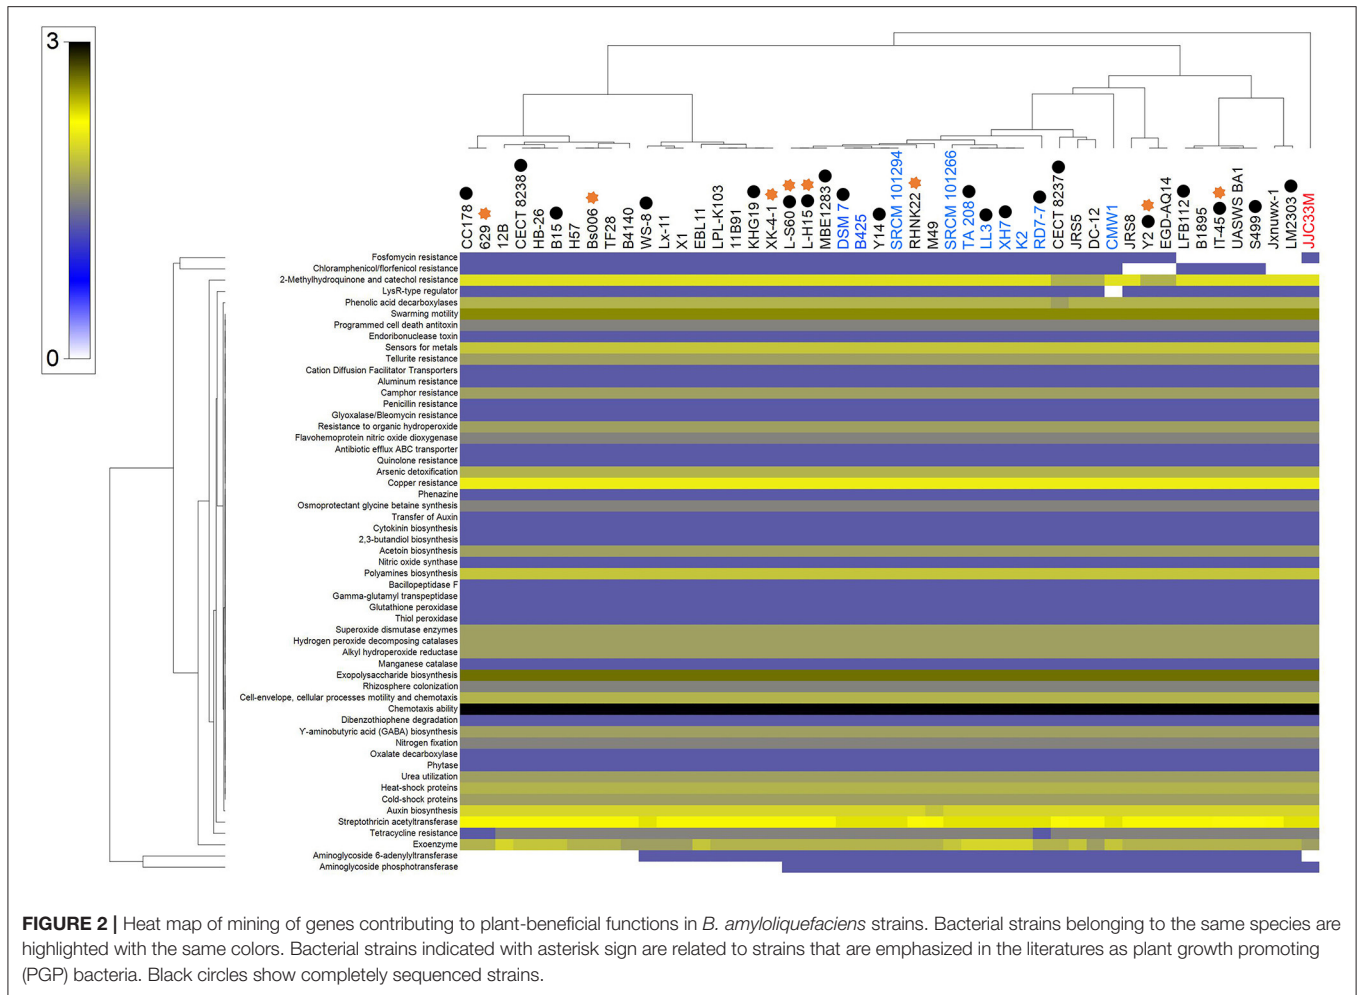 3
0
CC178
629
12B
CECT 8238
HB-26
B15
H57
Bs006
TF28
B4140
WS-8
Lx-11
X1
EBL11
LPL-K103
11B91
KHG19
XK-4-1
L-S60
L-H15
MBE1283
DSM 7
B425
Y14
SRCM 101294
RHNK22
M49
SRCM 101266
TA 208
LL3
XH7
K2
RD7-7
CECT 8237
JRS5
DC-12
CMW1
JRS8
Y2
EGD-AQ14
LFB112
B1895
IT-45
UASWS BA1
S499
Jxnuwx-1
LM2303
JJC33M
Fosfomycin resistance
Chloramphenicol/florfenicol resistance
2-Methylhydroquinone and catechol resistance
LysR-type regulator
Phenolic acid decarboxylases
Swarming motility
Programmed cell death antitoxin
Endoribonuclease toxin
Sensors for metals
Tellurite resistance
Cation Diffusion Facilitator Transporters
Aluminum resistance
Camphor resistance
Penicillin resistance
Glyoxalase/Bleomycin resistance
Resistance to organic hydroperoxide
Flavohemoprotein nitric oxide dioxygenase
Antibiotic efflux ABC transporter
Quinolone resistance
Arsenic detoxification
Copper resistance
Phenazine
Osmoprotectant glycine betaine synthesis
Transfer of Auxin
Cytokinin biosynthesis
2,3-butandiol biosynthesis
Acetoin biosynthesis
Nitric oxide synthase
Polyamines biosynthesis
Bacillopeptidase F
Gamma-glutamyl transpeptidase
Glutathione peroxidase
Thiol peroxidase
Superoxide dismutase enzymes
Hydrogen peroxide decomposing catalases
Alkyl hydroperoxide reductase
Manganese catalase
Exopolysaccharide biosynthesis
Rhizosphere colonization
Cell-envelope, cellular processes motility and chemotaxis
Chemotaxis ability
Dibenzothiophene degradation
Y-aminobutyric acid (GABA) biosynthesis
Nitrogen fixation
Oxalate decarboxylase
Phytase
Urea utilization
Heat-shock proteins
Cold-shock proteins
Auxin biosynthesis
Streptothricin acetyltransferase
Tetracycline resistance
Exoenzyme
Aminoglycoside 6-adenylyltransferase
Aminoglycoside phosphotransferase
FIGURE 2 | Heat map of mining of genes contributing to plant-beneficial functions in B. amyloliquefaciens strains. Bacterial strains belonging to the same species are
highlighted with the same colors. Bacterial strains indicated with asterisk sign are related to strains that are emphasized in the literatures as plant growth promoting
(PGP) bacteria. Black circles show completely sequenced strains.